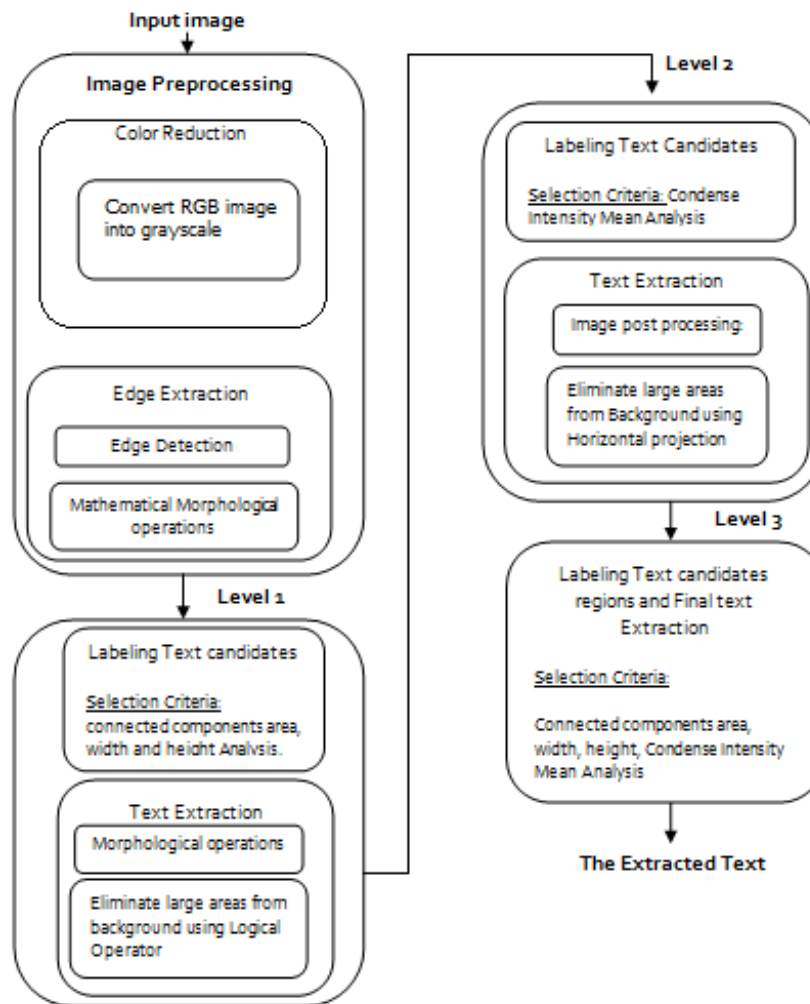 Input image
Image Preprocessing
Color Reduction
Convert RGB image
into grayscale
Edge Extraction
Edge Detection
Mathematical Morphological
operations
Level 1
Labeling Text candidates
Selection Criteria:
connected components area,
width and height Analysis.
Text Extraction
Morphological operations
Eliminate large areas from
background using Logical
Operator
Level 2
Labeling Text Candidates
Selection Criteria: Condense
Intensity Mean Analysis
Text Extraction
Image post processing:
Eliminate large areas
from Background using
Horizontal projection
Level 3
Labeling Text candidates
regions and Final text
Extraction
Selection Criteria:
Connected components area,
width, height, Condense Intensity
Mean Analysis
The Extracted Text